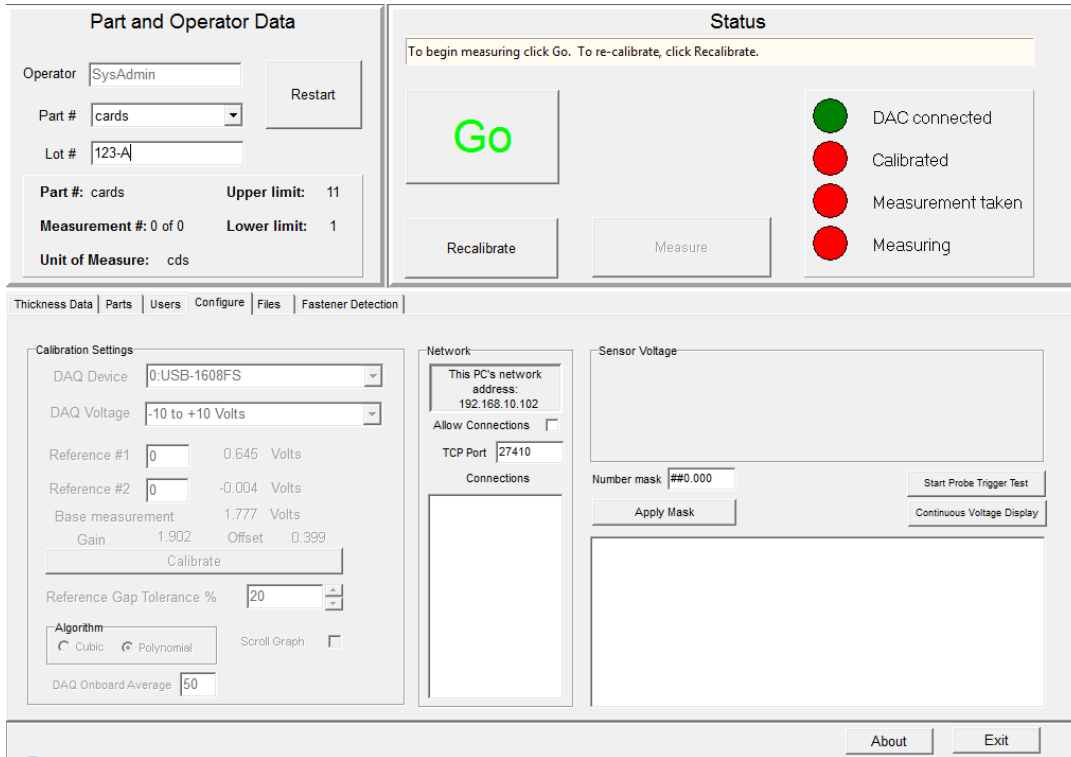 Part and Operator Data
Operator SysAdmin
Restart
Part # cards
Lot # 123-A
Part #: cards Upper limit: 11
Measurement #: 0 of 0 Lower limit: 1
Unit of Measure: cds
Status
To begin measuring click Go. To re-calibrate, click Recalibrate.
Go
Recalibrate
Measure
DAC connected
Calibrated
Measurement taken
Measuring
Thickness Data Parts Users Configure Files Fastener Detection
Calibration Settings
DAQ Device 0:USB-1608FS
DAQ Voltage -10 to +10 Volts
Reference #1 0 0.645 Volts
Reference #2 0 -0.004 Volts
Base measurement 1.777 Volts
Gain 1.902 Offset 0.399
Calibrate
Reference Gap Tolerance % 20
Algorithm
Cubic Polynomial
Scroll Graph
DAQ Onboard Average 50
Network
This PC's network
address:
192.168.10.102
Allow Connections
TCP Port 27410
Connections
Sensor Voltage
Number mask ##0.000
Apply Mask
Start Probe Trigger Test
Continuous Voltage Display
About
Exit